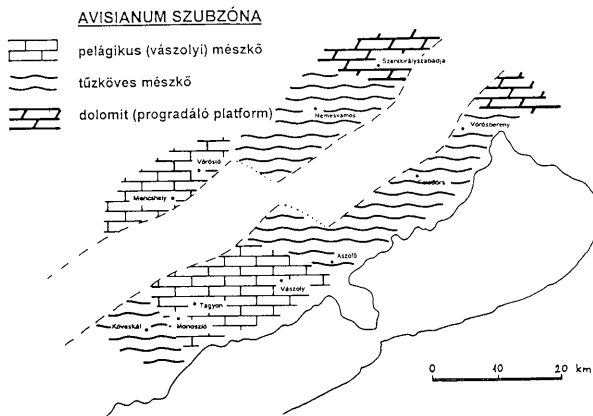 AVISIANUM SZUBZÓNA
pelágikus (vászolyi) mészkő
tűzköves mészkő
dolomit (progradáló platform)
Szentkirályszabadja
Nemesvámos
Vörösberény
Vöröstó
Felsőörs
Mencshely
Aszófő
Vászoly
Tagyon
Monoszló
Köveskál
0 10 20 km